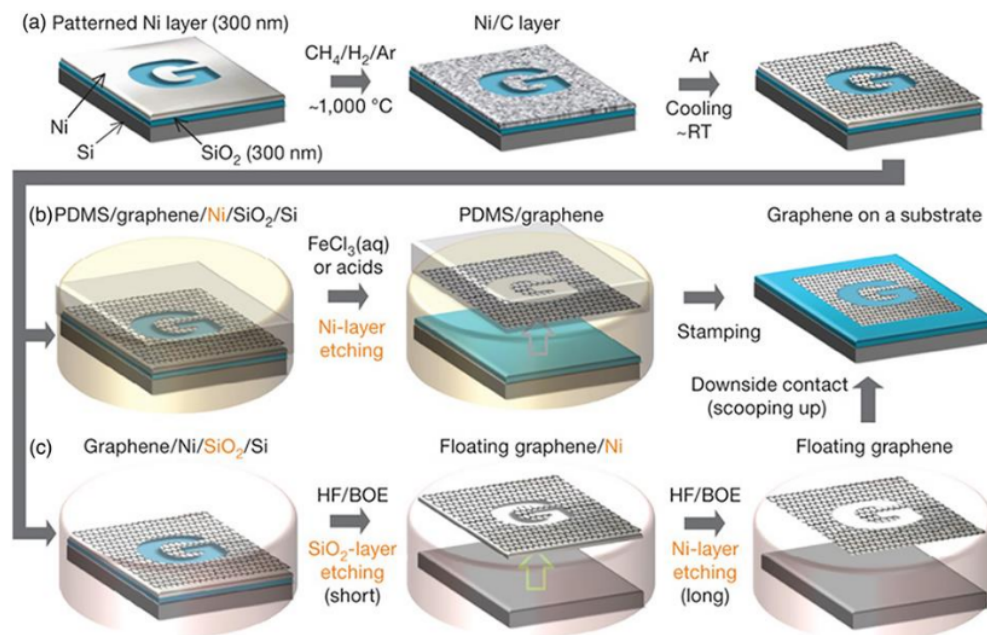 (a) Patterned Ni layer (300 nm)
CH₄/H₂/Ar
~1,000 °C
Ni/C layer
Ar
Cooling
~RT
Ni
Si
SiO₂ (300 nm)
G
(b)
PDMS/graphene/Ni/SiO₂/Si
FeCl₃(aq)
or acids
Ni-layer
etching
PDMS/graphene
Stamping
Graphene on a substrate
Downside contact
(scooping up)
(c)
Graphene/Ni/SiO₂/Si
HF/BOE
SiO₂-layer
etching
(short)
Floating graphene/Ni
HF/BOE
Ni-layer
etching
(long)
Floating graphene